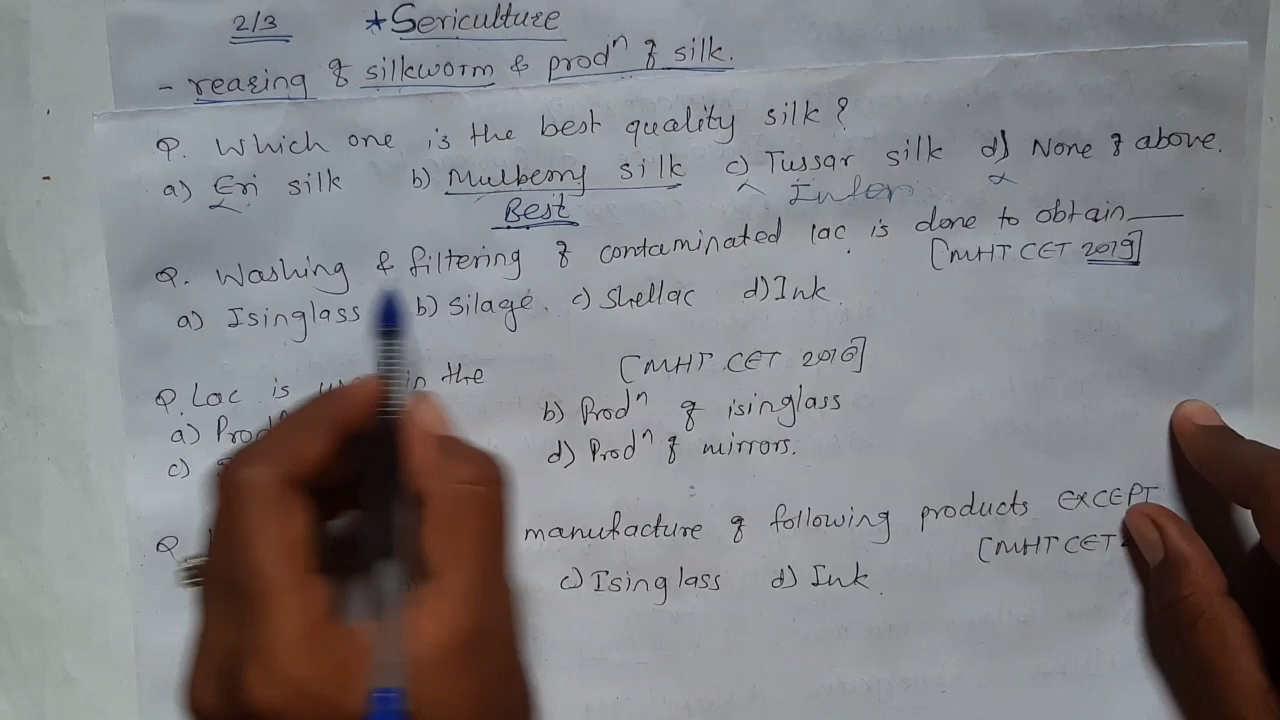 2/3 *Sericulture
- rearing of silkworm & prodn of silk.
Q. Which one is the best quality silk?
a) Eri silk b) Mulberry silk c) Tussar silk d) None of above.
Best Infer
Q. Washing & filtering of contaminated lac is done to obtain ___
[MHT CET 2019]
a) Isinglass b) Silage. c) Shellac d) Ink
Q. Lac is in the [MHT CET 2016]
a) Prodn b) Prodn of isinglass
c) d) Prodn of mirrors.
Q. manufacture of following products EXCEPT
[MHT CET
c) Isinglass d) Ink.